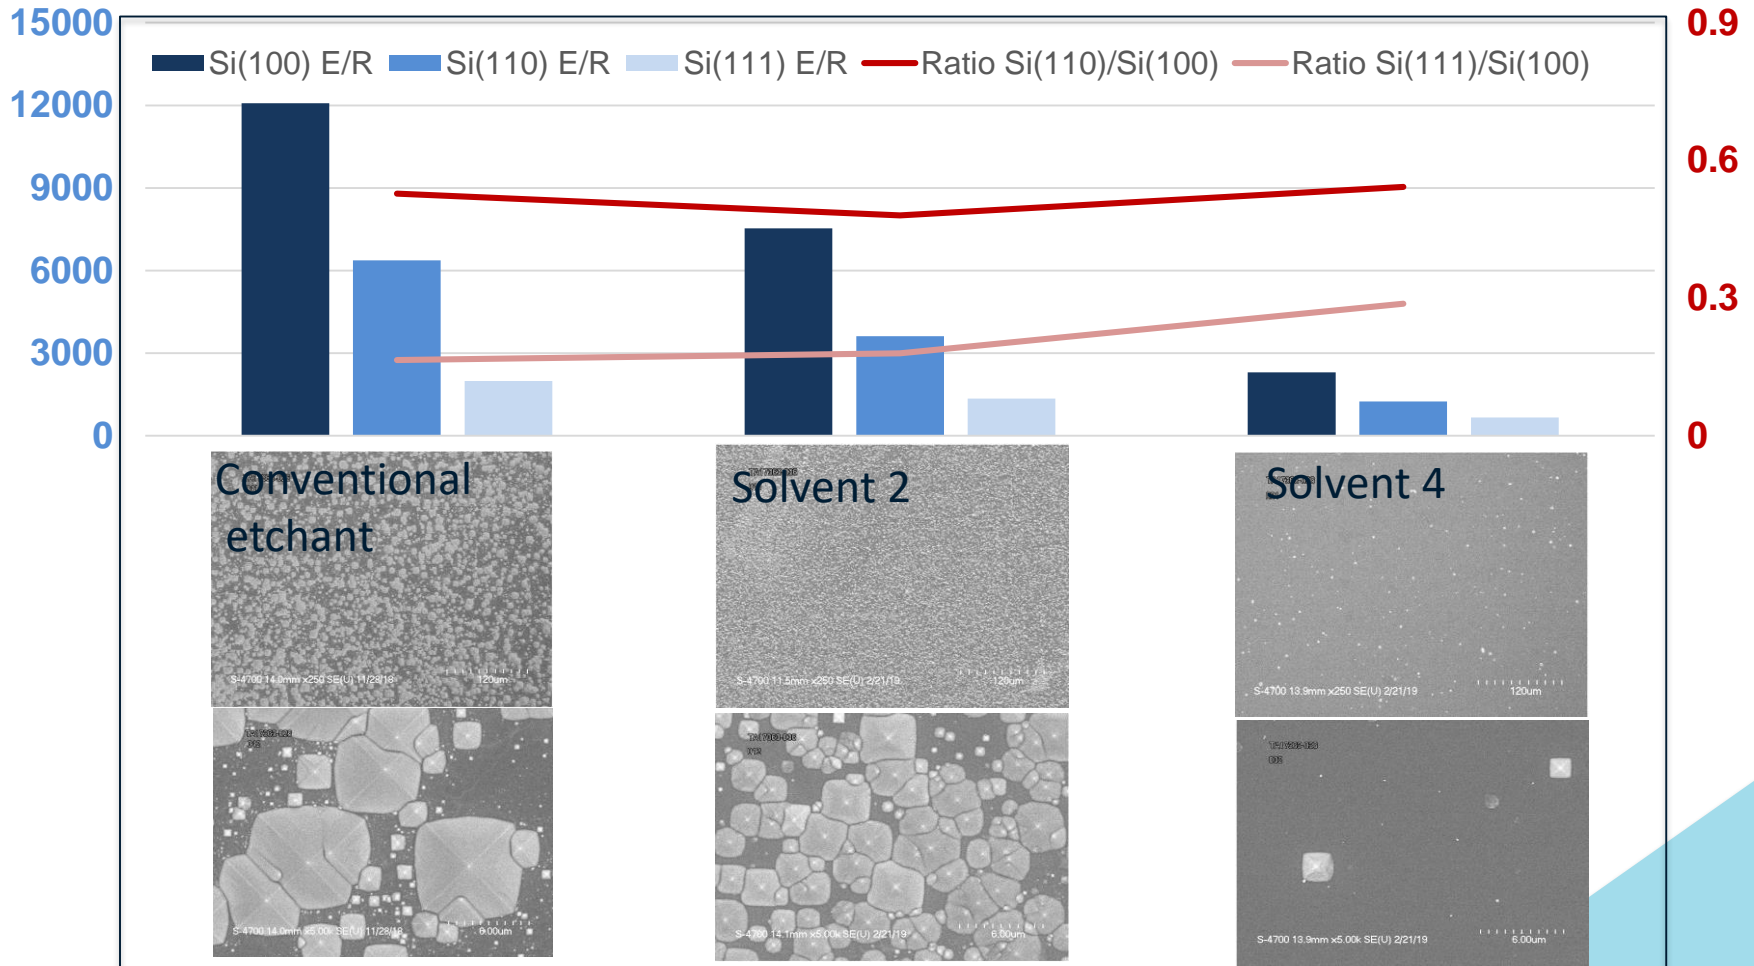 15000
12000
9000
6000
3000
0
0.9
0.6
0.3
0
Si(100) E/R
Si(110) E/R
Si(111) E/R
Ratio Si(110)/Si(100)
Ratio Si(111)/Si(100)
Conventional
etchant
Solvent 2
Solvent 4
S-4700 14.0mm x250 SE(U) 11/28/18
120um
S-4700 11.5mm x250 SE(U) 2/21/19
120um
S-4700 13.9mm x250 SE(U) 2/21/19
120um
S-4700 14.0mm x5.00k SE(U) 11/28/18
6.00um
S-4700 14.1mm x5.00k SE(U) 2/21/19
6.00um
S-4700 13.9mm x5.00k SE(U) 2/21/19
6.00um